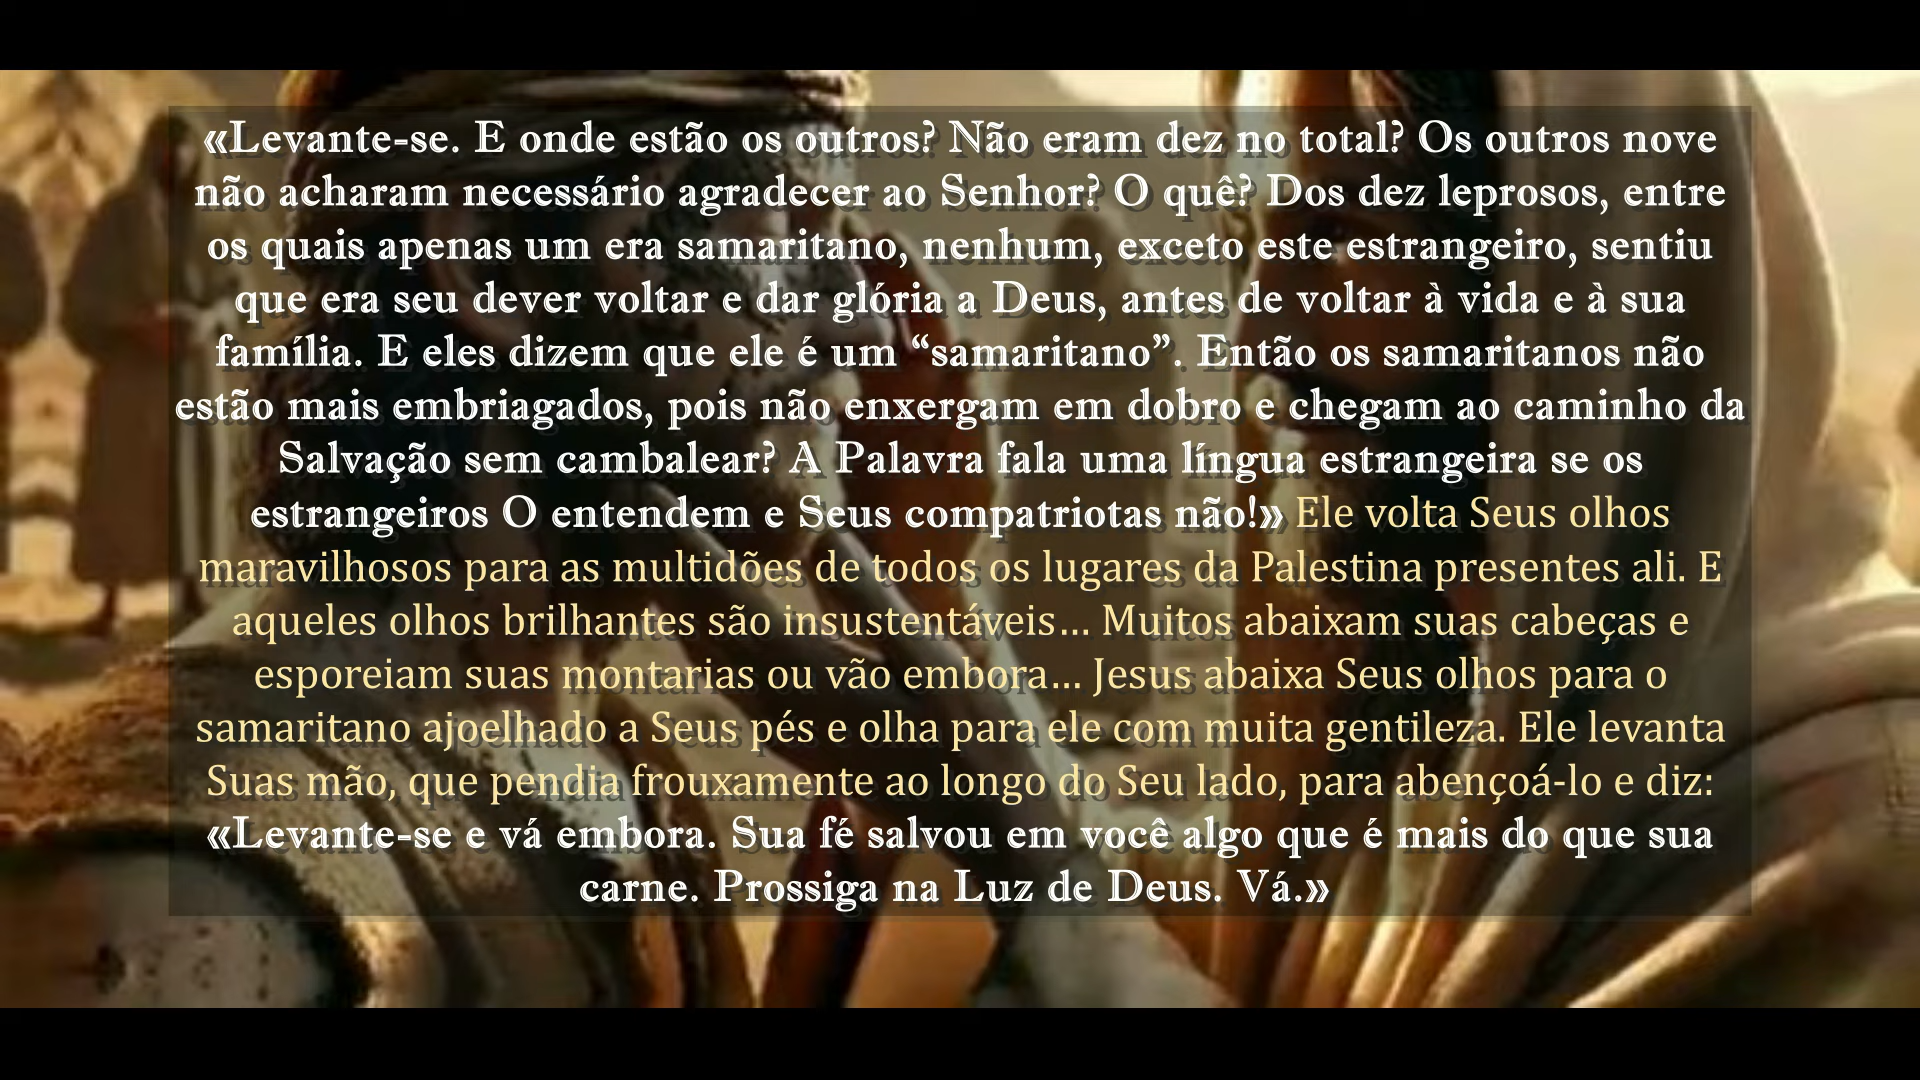 «Levante-se. E onde estão os outros? Não eram dez no total? Os outros nove
não acharam necessário agradecer ao Senhor? O quê? Dos dez leprosos, entre
os quais apenas um era samaritano, nenhum, exceto este estrangeiro, sentiu
que era seu dever voltar e dar glória a Deus, antes de voltar à vida e à sua
família. E eles dizem que ele é um “samaritano”. Então os samaritanos não
estão mais embriagados, pois não enxergam em dobro e chegam ao caminho da
Salvação sem cambalear? A Palavra fala uma língua estrangeira se os
estrangeiros O entendem e Seus compatriotas não!» Ele volta Seus olhos
maravilhosos para as multidões de todos os lugares da Palestina presentes ali. E
aqueles olhos brilhantes são insustentáveis… Muitos abaixam suas cabeças e
esporeiam suas montarias ou vão embora… Jesus abaixa Seus olhos para o
samaritano ajoelhado a Seus pés e olha para ele com muita gentileza. Ele levanta
Suas mão, que pendia frouxamente ao longo do Seu lado, para abençoá-lo e diz:
«Levante-se e vá embora. Sua fé salvou em você algo que é mais do que sua
carne. Prossiga na Luz de Deus. Vá.»